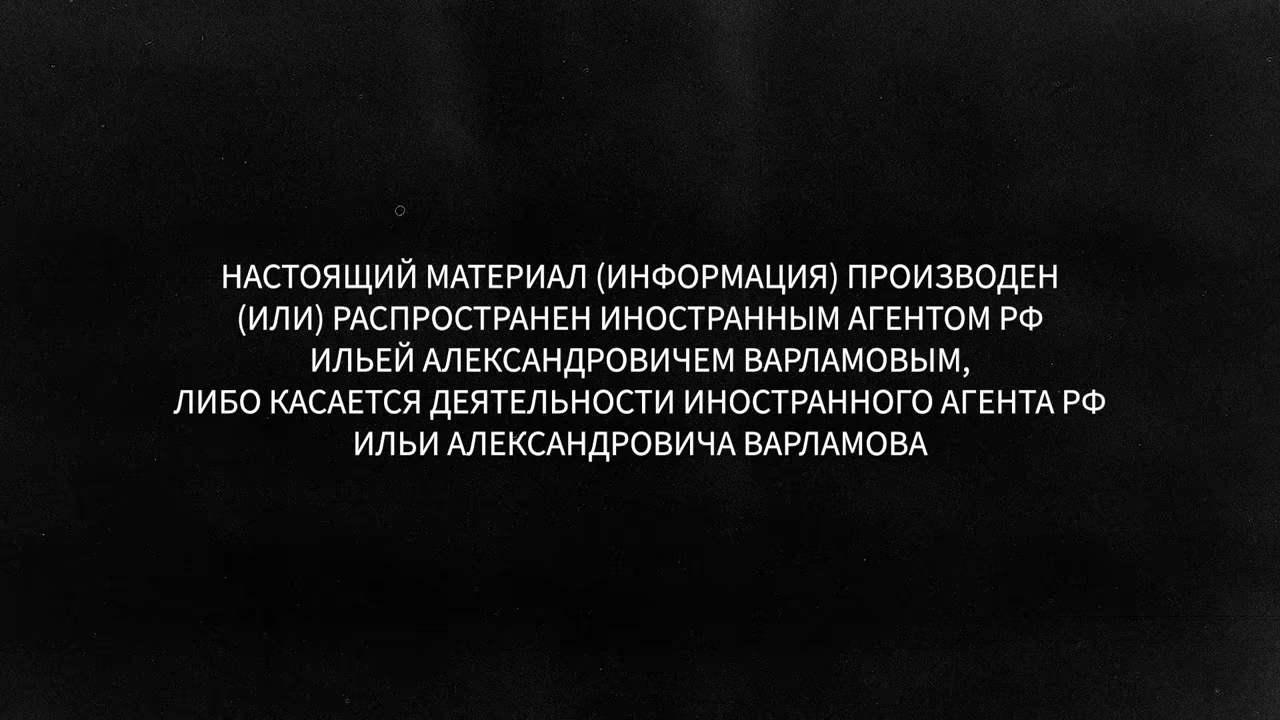 НАСТОЯЩИЙ МАТЕРИАЛ (ИНФОРМАЦИЯ) ПРОИЗВОДЕН
(ИЛИ) РАСПРОСТРАНЕН ИНОСТРАННЫМ АГЕНТОМ РФ
ИЛЬЕЙ АЛЕКСАНДРОВИЧЕМ ВАРЛАМОВЫМ,
ЛИБО КАСАЕТСЯ ДЕЯТЕЛЬНОСТИ ИНОСТРАННОГО АГЕНТА РФ
ИЛЬИ АЛЕКСАНДРОВИЧА ВАРЛАМОВА